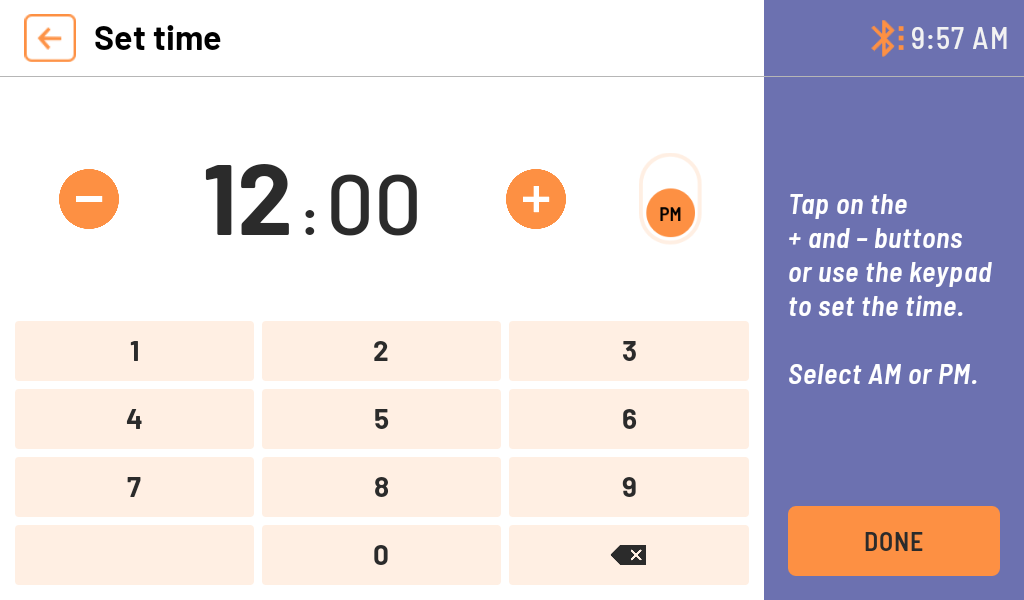 Set time
9:57 AM
12:00
PM
1 2 3
4 5 6
7 8 9
0
Tap on the
+ and – buttons
or use the keypad
to set the time.
Select AM or PM.
DONE